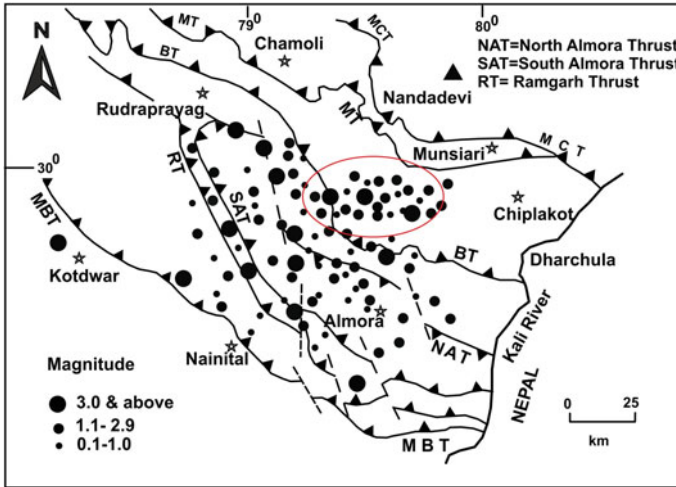 79⁰
80⁰
NAT=North Almora Thrust
SAT=South Almora Thrust
RT= Ramgarh Thrust
MT
MCT
BT
Chamoli
N
Nandadevi
Rudraprayag
MT
MCT
Munsiari
30⁰
RT
SAT
MBT
Chiplakot
BT
Kotdwar
Dharchula
Almora
NAT
Kali River
Nainital
NEPAL
Magnitude
3.0 & above
1.1- 2.9
0.1-1.0
MBT
0 25
km